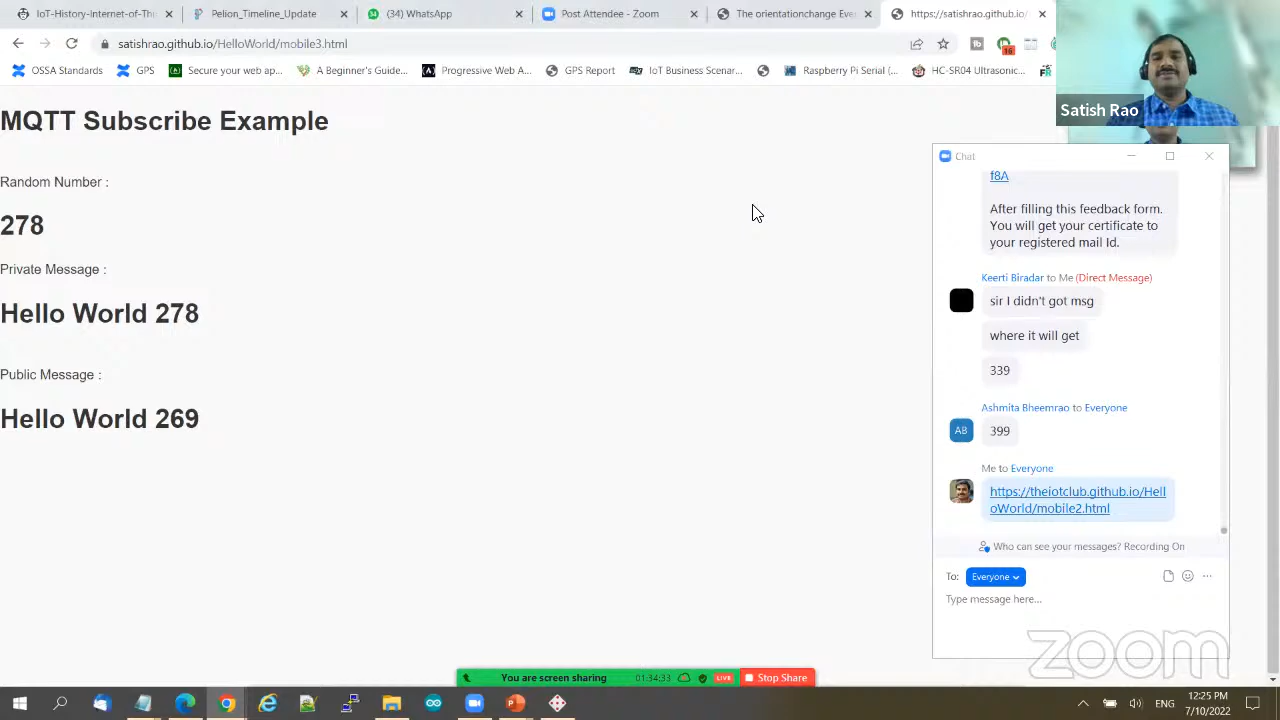 IoT-History-Internet-of-Th
Pelion_Timeline_Update
(34) WhatsApp
Post Attendee - Zoom
The orientationchange Eve
https://satishrao.github.io/
satishrao.github.io/HelloWorld/mobile3.html
16
OSSA Standards
GPS
Secure your web ap...
A Beginner's Guide...
Progressive Web A...
GPS Report
IoT Business Scenar...
Raspberry Pi Serial (...
HC-SR04 Ultrasonic...
Satish Rao
MQTT Subscribe Example
Random Number :
278
Private Message :
Hello World 278
Public Message :
Hello World 269
Chat
f8A
After filling this feedback form.
You will get your certificate to
your registered mail Id.
Keerti Biradar to Me (Direct Message)
sir I didn't got msg
where it will get
339
Ashmita Bheemrao to Everyone
AB
399
Me to Everyone
https://theiotclub.github.io/Hell
oWorld/mobile2.html
Who can see your messages? Recording On
To: Everyone
Type message here...
zoom
You are screen sharing
01:34:33
LIVE
Stop Share
ENG
12:25 PM
7/10/2022